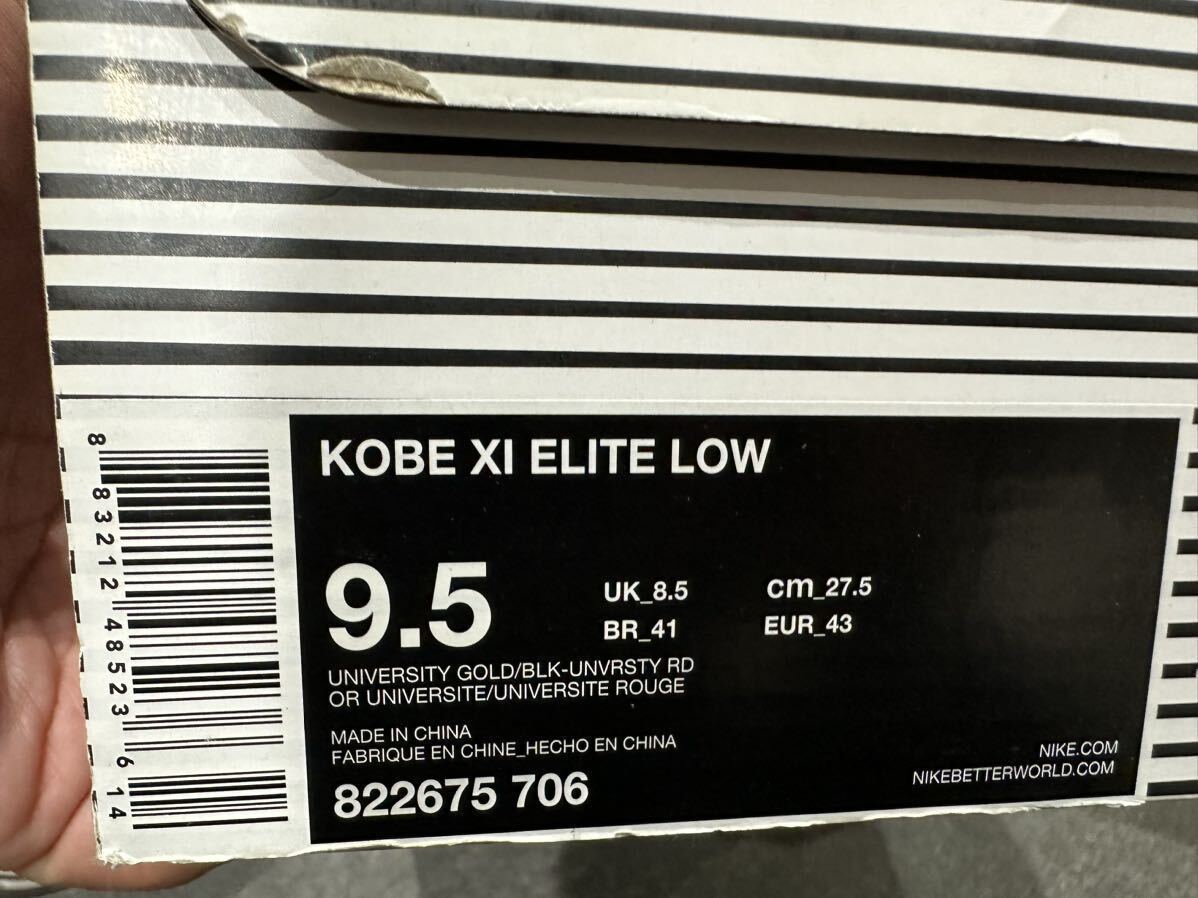 KOBE XI ELITE LOW
9.5
UK_8.5
cm_27.5
BR_41
EUR_43
UNIVERSITY GOLD/BLK-UNVRSTY RD
OR UNIVERSITE/UNIVERSITE ROUGE
MADE IN CHINA
FABRIQUE EN CHINE_HECHO EN CHINA
822675 706
NIKE.COM
NIKEBETTERWORLD.COM
8 83212 48523 6 14